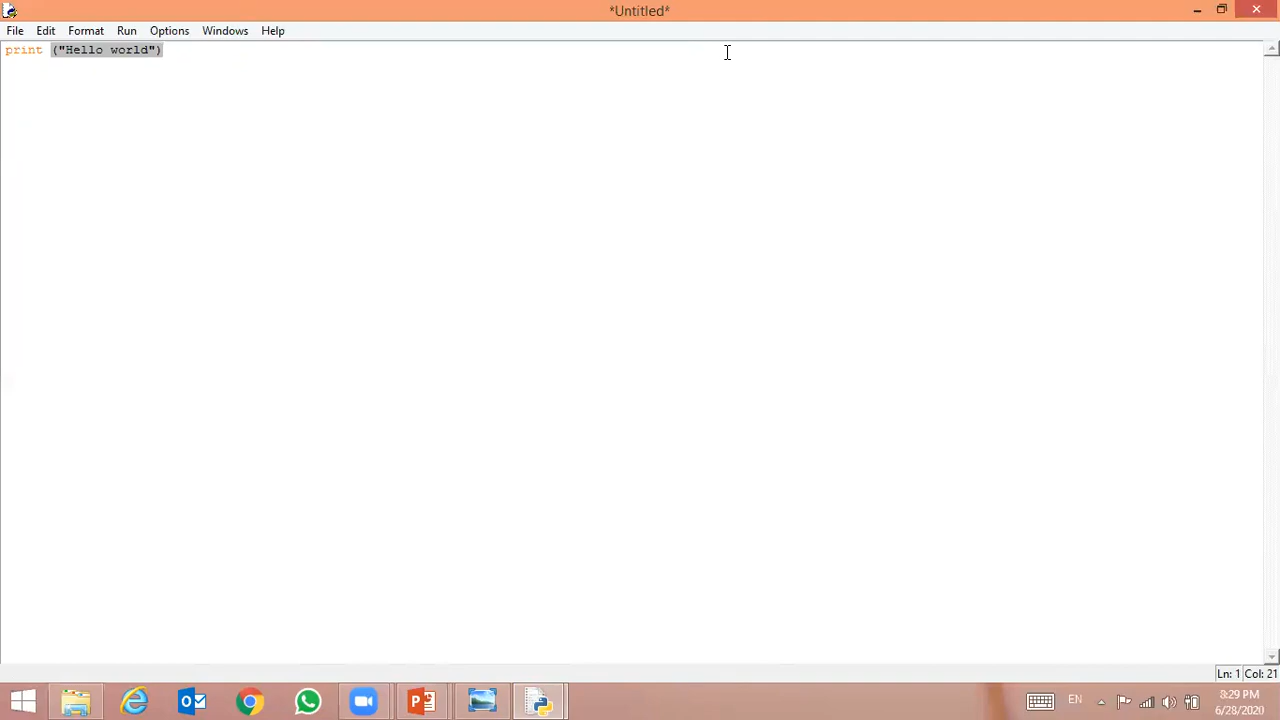 *Untitled*
File Edit Format Run Options Windows Help
print ("Hello world")
Ln: 1 Col: 21
EN
8:29 PM
6/28/2020